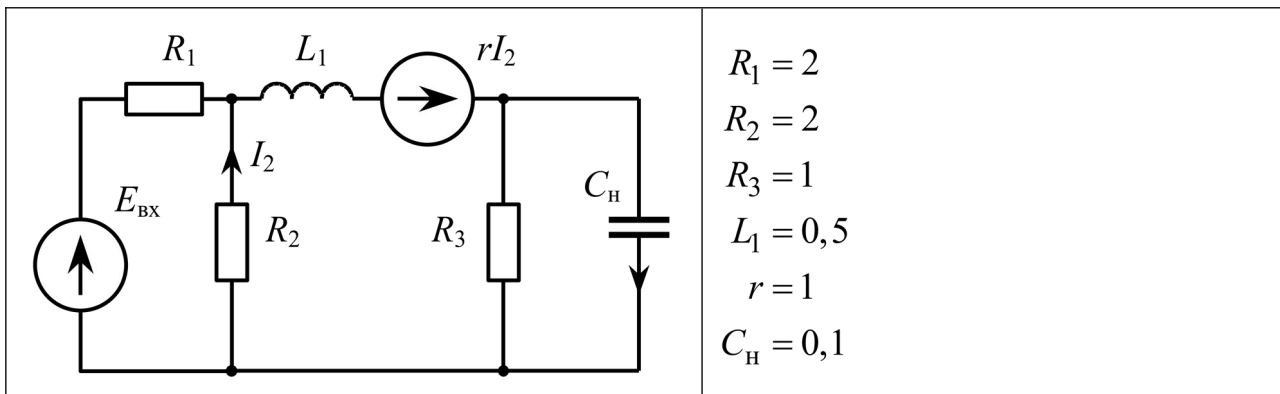 R₁
L₁
rI₂
I₂
Cн
Eвх
R₂
R₃
R₁ = 2
R₂ = 2
R₃ = 1
L₁ = 0,5
r = 1
Cн = 0,1